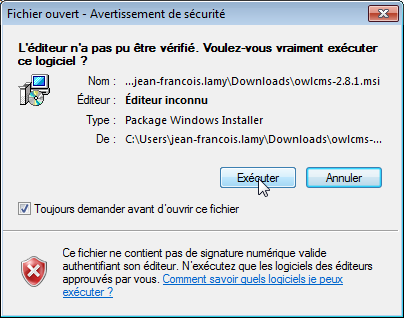 Fichier ouvert - Avertissement de sécurité
L'éditeur n'a pas pu être vérifié. Voulez-vous vraiment exécuter
ce logiciel ?
Nom : ...jean-francois.lamy\Downloads\owlcms-2.8.1.msi
Éditeur : Éditeur inconnu
Type : Package Windows Installer
De : C:\Users\jean-francois.lamy\Downloads\owlcms-...
Exécuter Annuler
Toujours demander avant d'ouvrir ce fichier
Ce fichier ne contient pas de signature numérique valide
authentifiant son éditeur. N'exécutez que les logiciels des éditeurs
approuvés par vous. Comment savoir quels logiciels je peux
exécuter ?